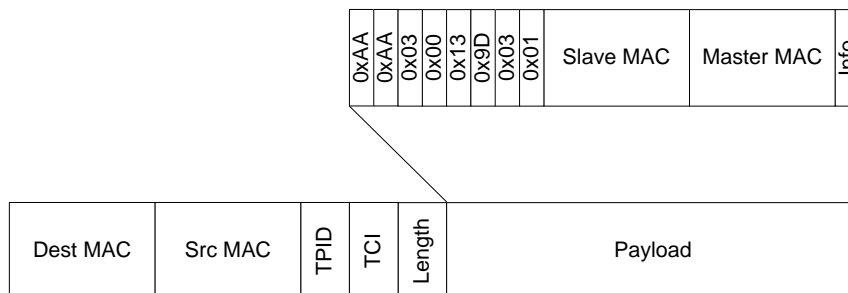 0xAA
0xAA
0x03
0x00
0x13
0x9D
0x03
0x01
Slave MAC
Master MAC
Info
Dest MAC
Src MAC
TPID
TCI
Length
Payload